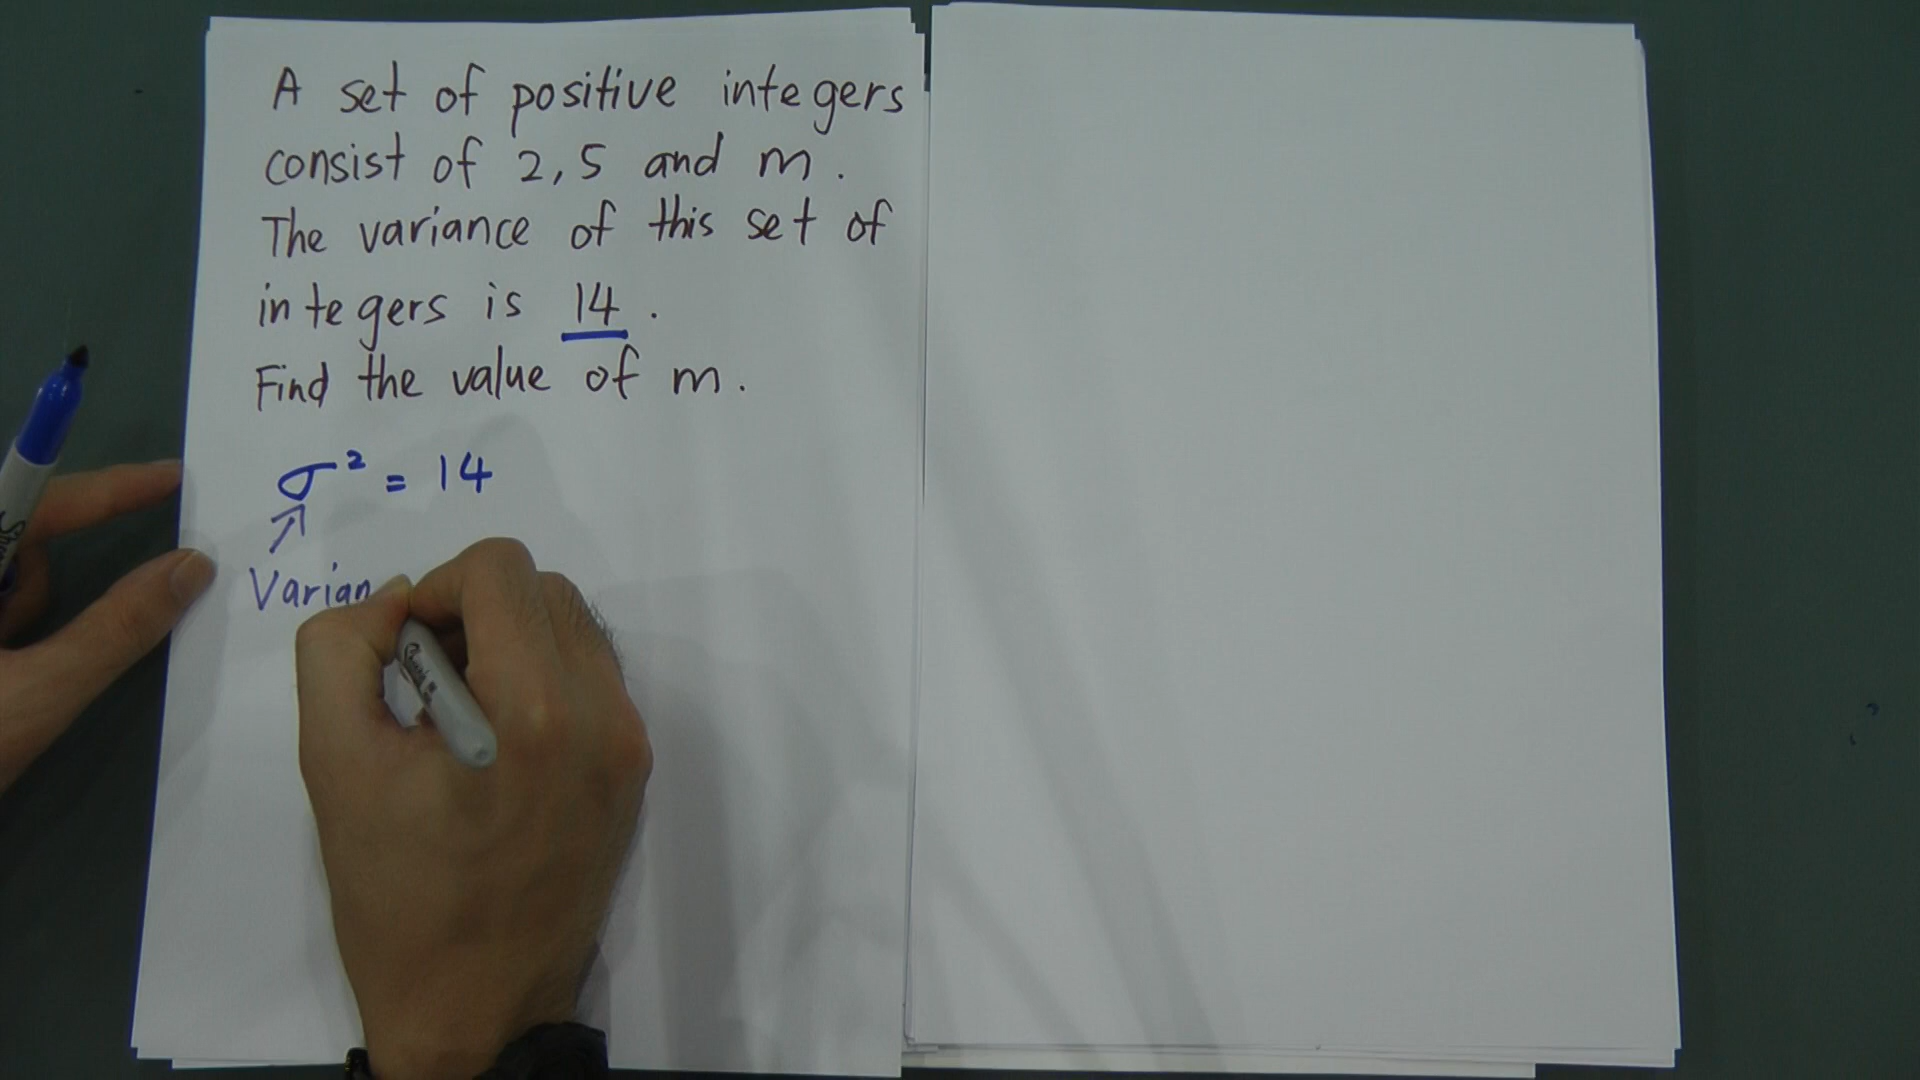 A set of positive integers
consist of 2, 5 and m.
The variance of this set of
integers is 14.
Find the value of m.
σ² = 14
Varian